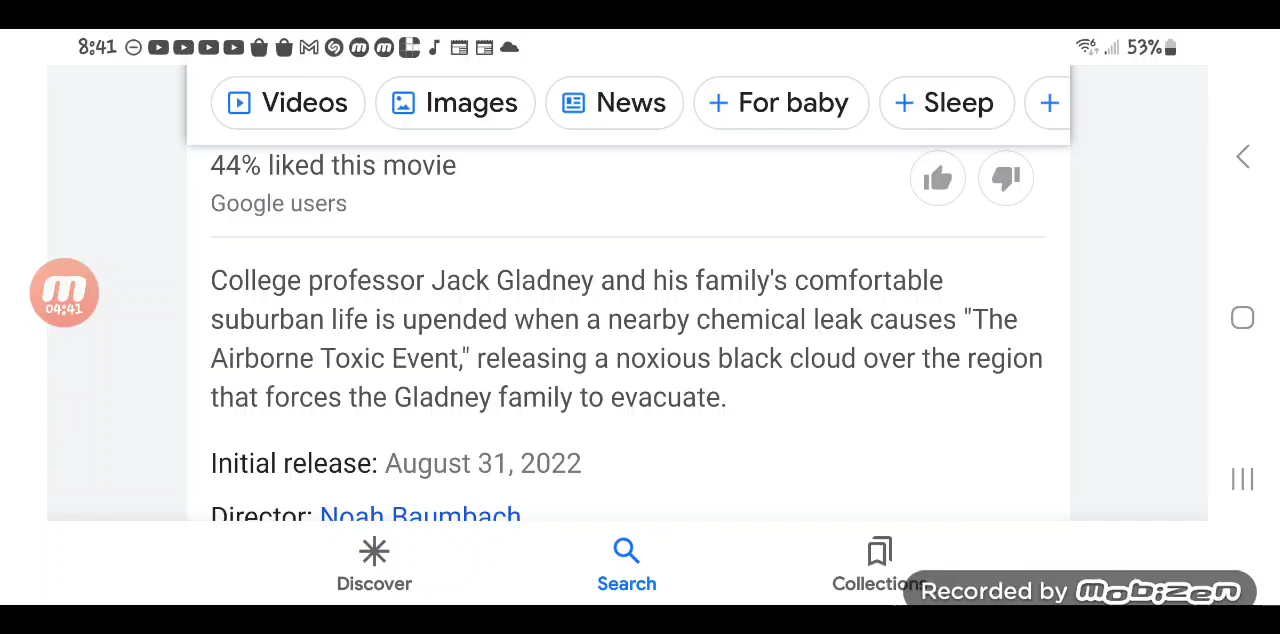 8:41 53%
Videos Images News + For baby + Sleep +
44% liked this movie
Google users
m
04:41
College professor Jack Gladney and his family's comfortable
suburban life is upended when a nearby chemical leak causes "The
Airborne Toxic Event," releasing a noxious black cloud over the region
that forces the Gladney family to evacuate.
Initial release: August 31, 2022
Director: Noah Baumbach
Discover Search Collections
Recorded by mobizen